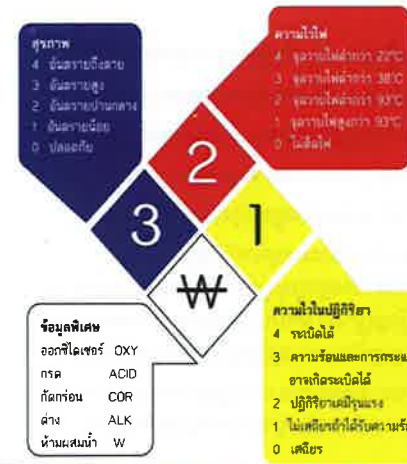 สุขภาพ
4 อันตรายถึงตาย
3 อันตรายสูง
2 อันตรายปานกลาง
1 อันตรายน้อย
0 ปลอดภัย
ความไวไฟ
4 จุดวาบไฟต่ำกว่า 22°C
3 จุดวาบไฟต่ำกว่า 38°C
2 จุดวาบไฟต่ำกว่า 93°C
1 จุดวาบไฟสูงกว่า 93°C
0 ไม่ติดไฟ
2
3
1
W
ข้อมูลพิเศษ
ออกซิไดเซอร์ OXY
กรด ACID
กัดกร่อน COR
ด่าง ALK
ห้ามผสมน้ำ W
ความไวในปฏิกิริยา
4 ระเบิดได้
3 ความร้อนและการกระแ
อาจเกิดระเบิดได้
2 ปฏิกิริยาเคมีรุนแรง
1 ไม่เสถียรถ้าได้รับความร้
0 เสถียร